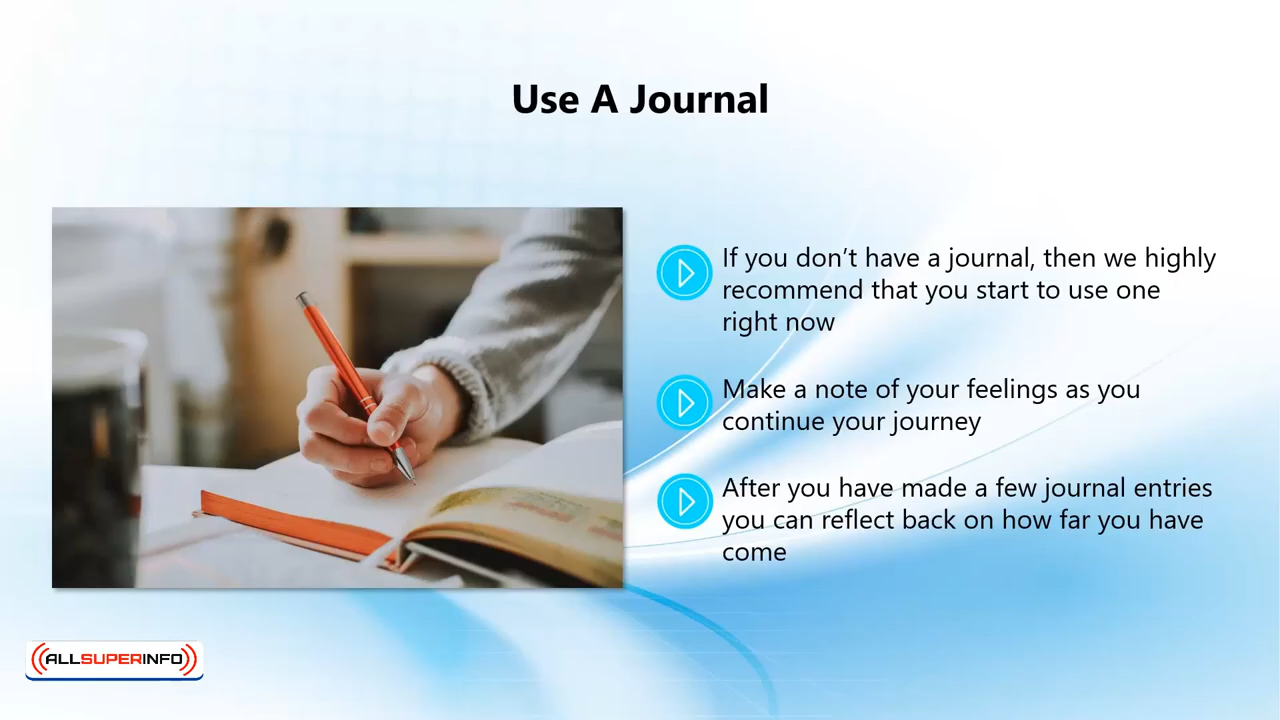 Use A Journal
If you don’t have a journal, then we highly
recommend that you start to use one
right now
Make a note of your feelings as you
continue your journey
After you have made a few journal entries
you can reflect back on how far you have
come
ALLSUPERINFO